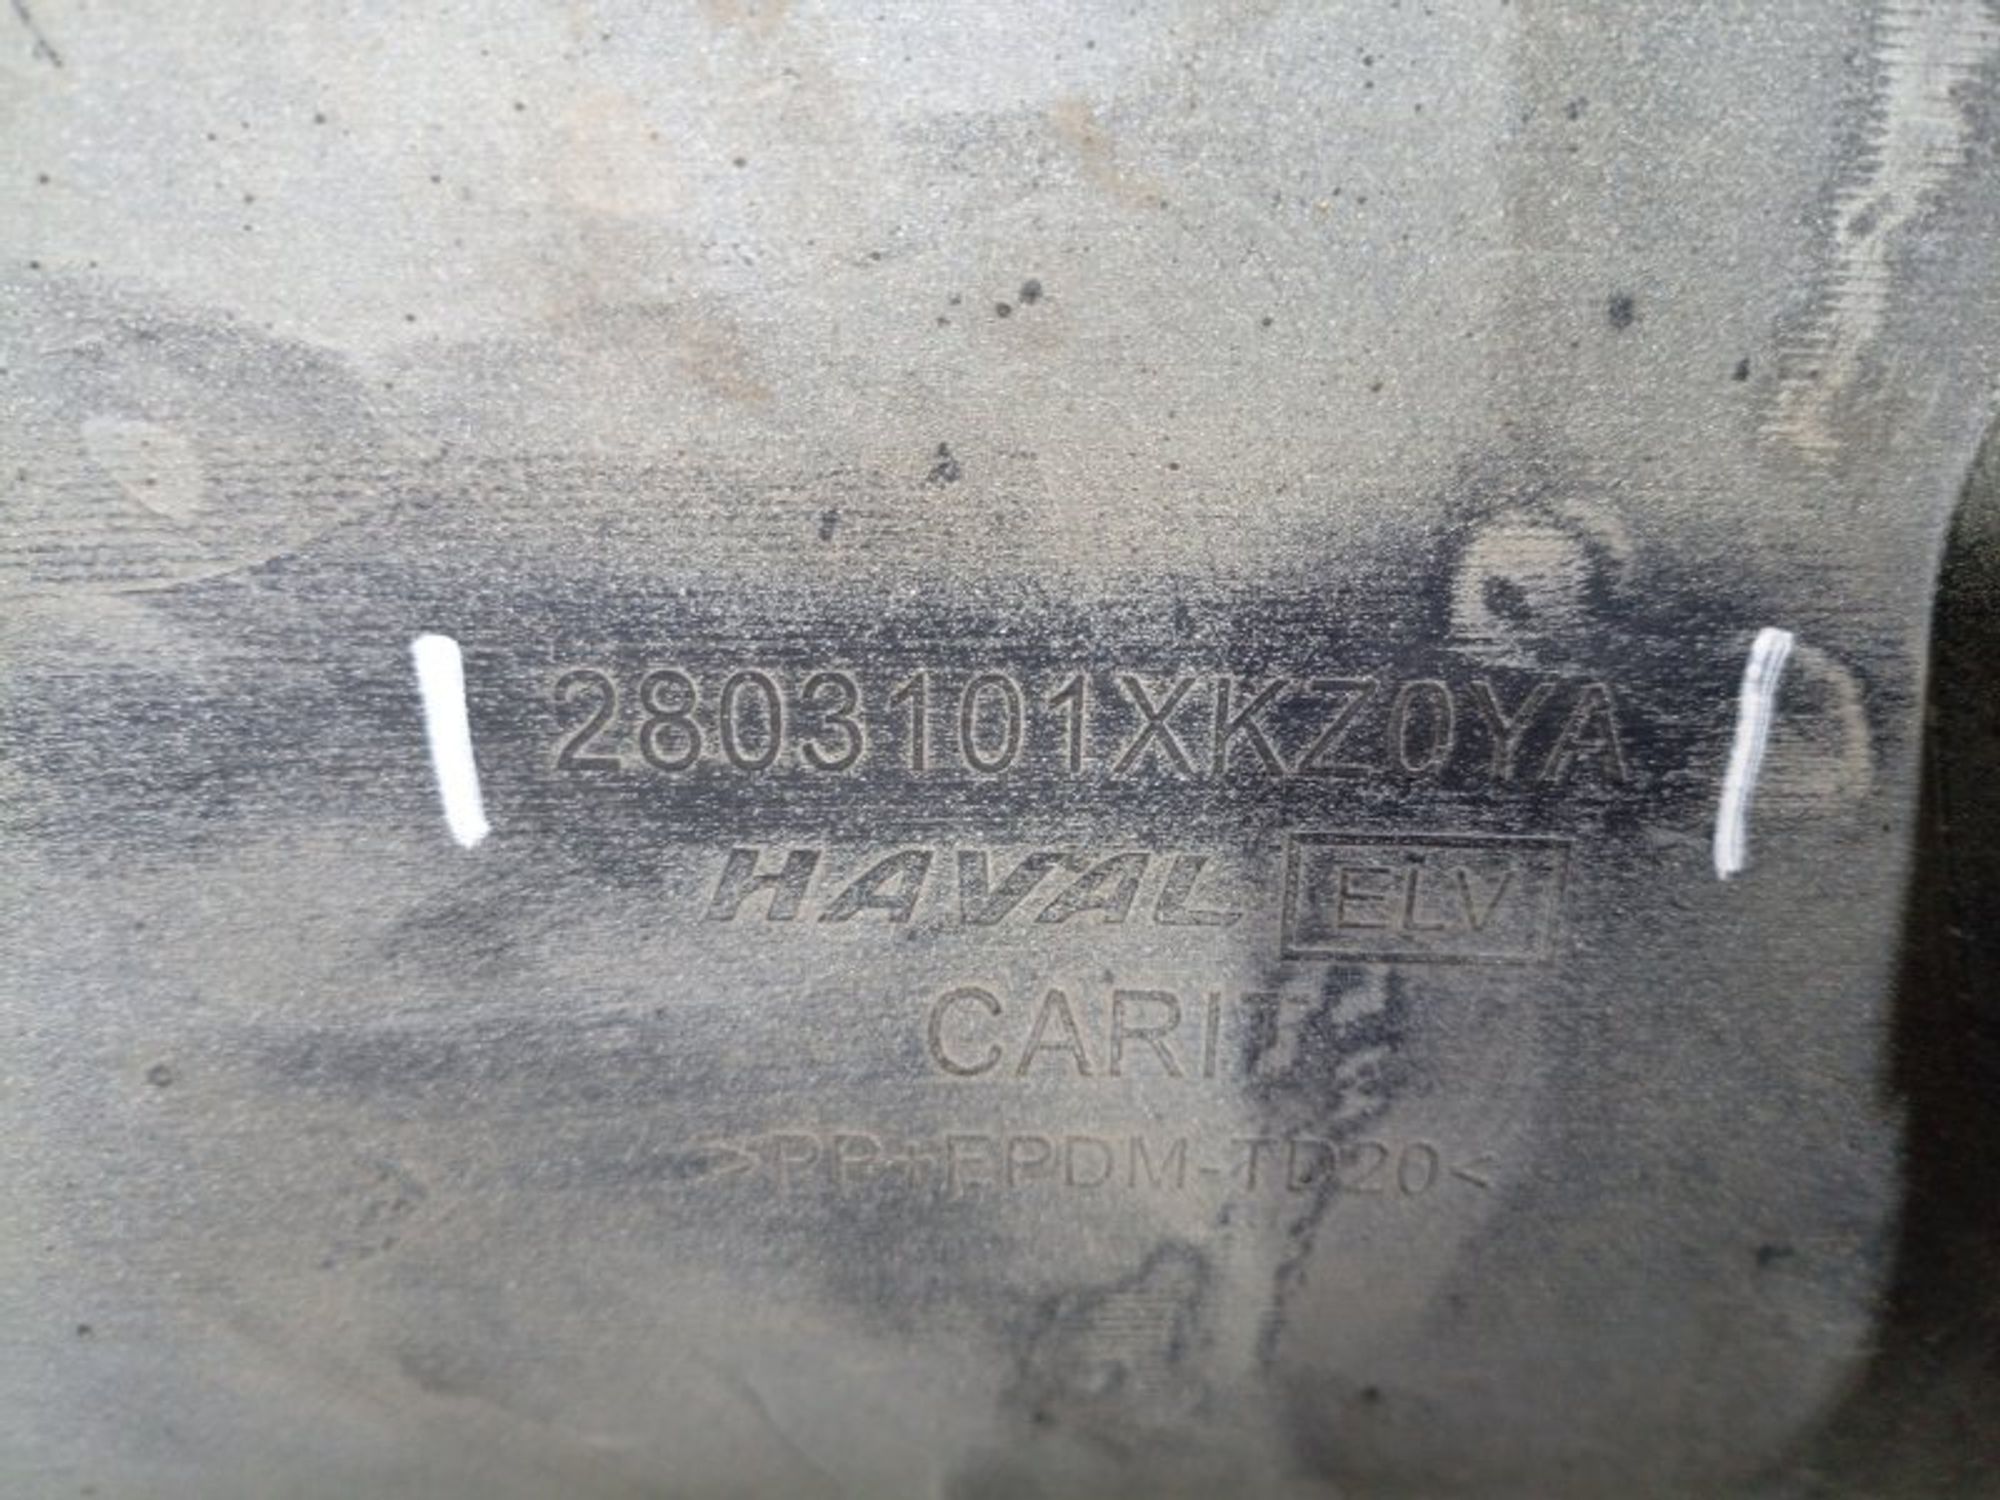 2803101XKZ0YA
HAVAL ELV
CARIT
>PP+EPDM-TD20<